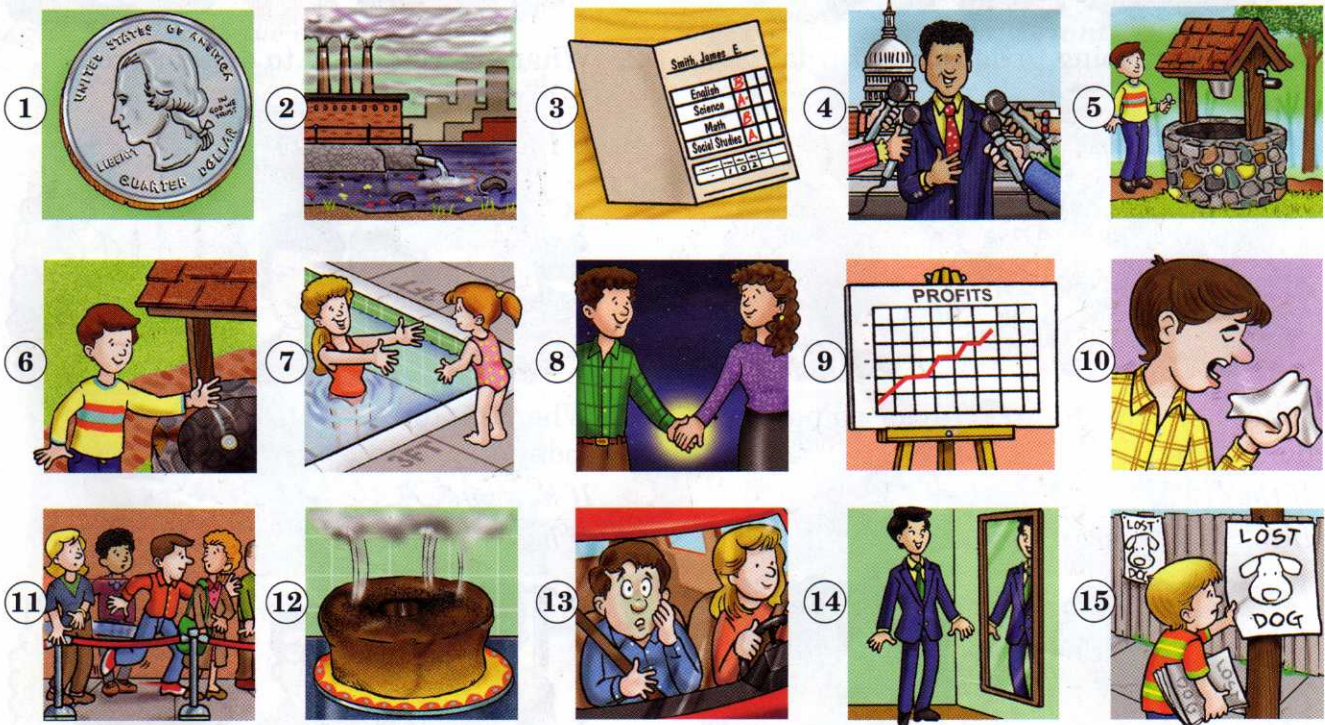 1
UNITED STATES OF AMERICA
IN
GOD WE
TRUST
LIBERTY
QUARTER DOLLAR
2
3
Smith, James E.
English B
Science A-
Math B
Social Studies A
4
5
6
7
3FT
8
9
PROFITS
10
11
12
13
14
15
LOST
LOST
DOG
LOST
DOG